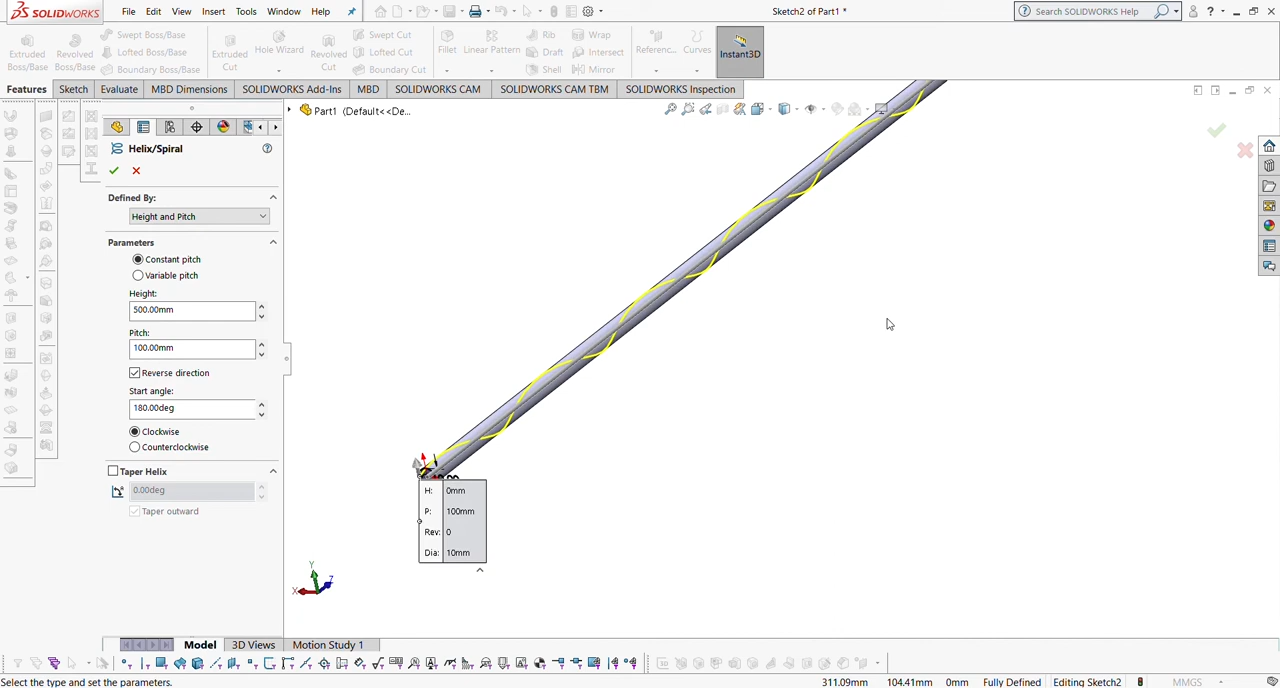 SOLIDWORKS File Edit View Insert Tools Window Help Sketch2 of Part1 * Search SOLIDWORKS Help
Extruded Boss/Base Revolved Boss/Base Swept Boss/Base Lofted Boss/Base Boundary Boss/Base Extruded Cut Hole Wizard Revolved Cut Swept Cut Lofted Cut Boundary Cut Fillet Linear Pattern Rib Draft Shell Wrap Intersect Mirror Referenc... Curves Instant3D
Features Sketch Evaluate MBD Dimensions SOLIDWORKS Add-Ins MBD SOLIDWORKS CAM SOLIDWORKS CAM TBM SOLIDWORKS Inspection
Part1 (Default<<De...
Helix/Spiral
Defined By:
Height and Pitch
Parameters
Constant pitch
Variable pitch
Height:
500.00mm
Pitch:
100.00mm
Reverse direction
Start angle:
180.00deg
Clockwise
Counterclockwise
Taper Helix
0.00deg
Taper outward
H: 0mm
P: 100mm
Rev: 0
Dia: 10mm
Y
X
Z
Model 3D Views Motion Study 1
Select the type and set the parameters. 311.09mm 104.41mm 0mm Fully Defined Editing Sketch2 MMGS